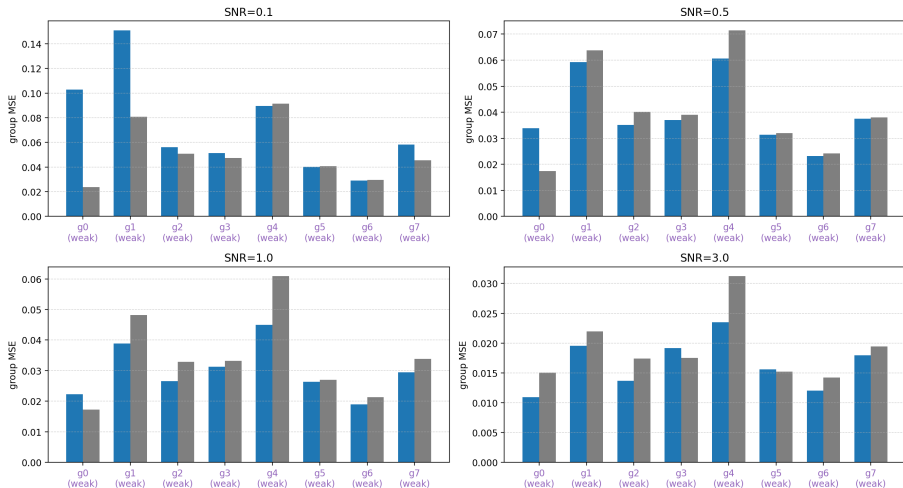 SNR=0.1
group MSE
0.14
0.12
0.10
0.08
0.06
0.04
0.02
0.00
g0 g1 g2 g3 g4 g5 g6 g7
(weak) (weak) (weak) (weak) (weak) (weak) (weak) (weak)
SNR=0.5
group MSE
0.07
0.06
0.05
0.04
0.03
0.02
0.01
0.00
g0 g1 g2 g3 g4 g5 g6 g7
(weak) (weak) (weak) (weak) (weak) (weak) (weak) (weak)
SNR=1.0
group MSE
0.06
0.05
0.04
0.03
0.02
0.01
0.00
g0 g1 g2 g3 g4 g5 g6 g7
(weak) (weak) (weak) (weak) (weak) (weak) (weak) (weak)
SNR=3.0
group MSE
0.030
0.025
0.020
0.015
0.010
0.005
0.000
g0 g1 g2 g3 g4 g5 g6 g7
(weak) (weak) (weak) (weak) (weak) (weak) (weak) (weak)